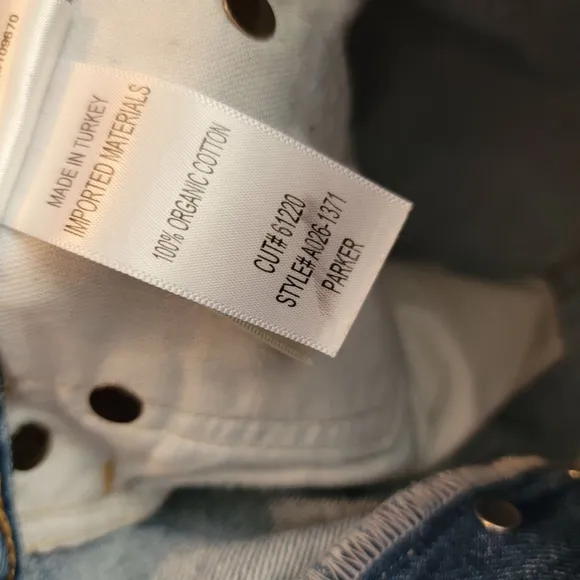 MADE IN TURKEY
IMPORTED MATERIALS
100% ORGANIC COTTON
CUT# 61220
STYLE# A026-1371
PARKER